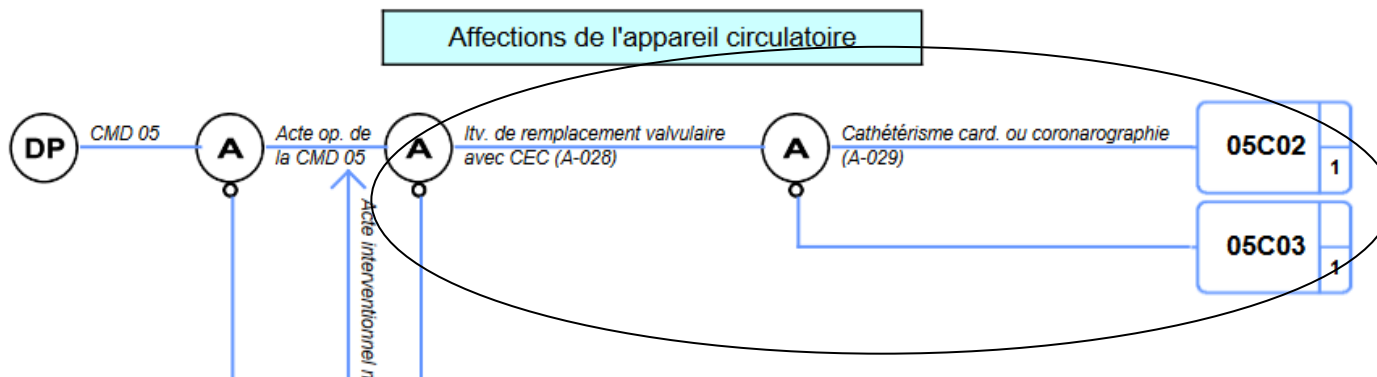 Affections de l'appareil circulatoire
DP
CMD 05
A
Acte op. de
la CMD 05
A
Itv. de remplacement valvulaire
avec CEC (A-028)
A
Cathétérisme card. ou coronarographie
(A-029)
05C02
1
05C03
1
Acte interventionnel